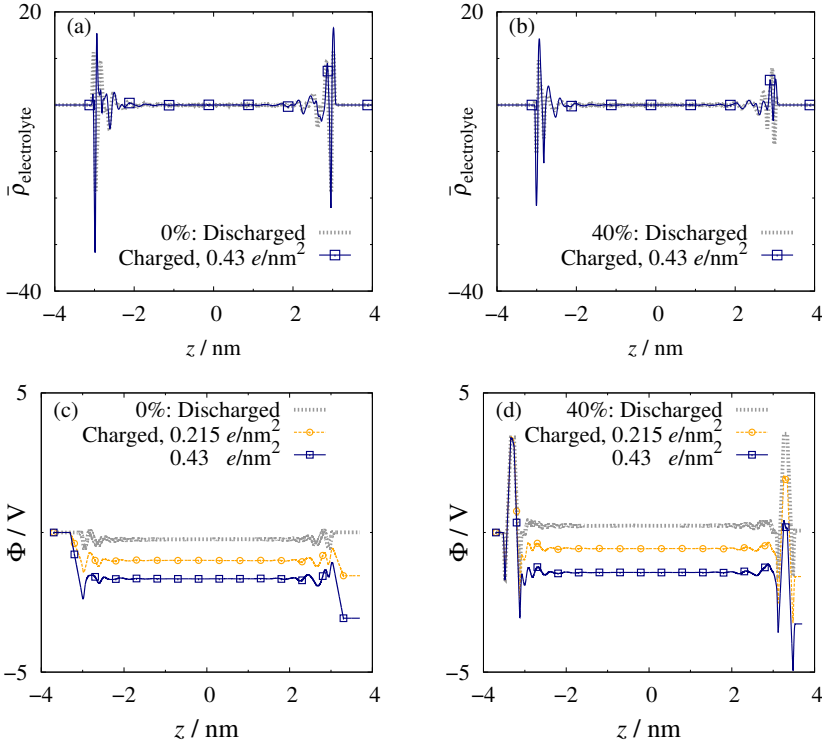 20
(a)
ρ̄electrolyte
0%: Discharged
Charged, 0.43 e/nm²
−40
−4 −2 0 2 4
z / nm
20
(b)
ρ̄electrolyte
40%: Discharged
Charged, 0.43 e/nm²
−40
−4 −2 0 2 4
z / nm
5
(c)
0%: Discharged
Charged, 0.215 e/nm²
0.43 e/nm²
Φ / V
0
−5
−4 −2 0 2 4
z / nm
5
(d)
40%: Discharged
Charged, 0.215 e/nm²
0.43 e/nm²
Φ / V
0
−5
−4 −2 0 2 4
z / nm